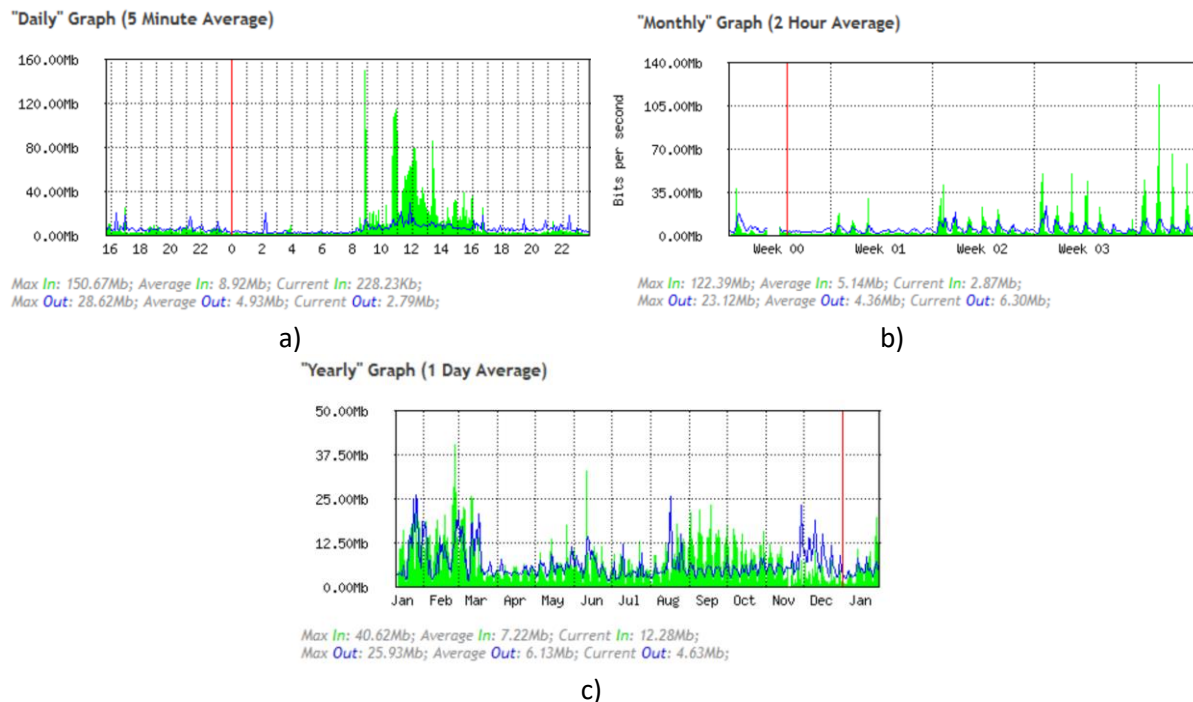 "Daily" Graph (5 Minute Average)
160.00Mb
120.00Mb
80.00Mb
40.00Mb
0.00Mb
16 18 20 22 0 2 4 6 8 10 11 12 14 16 18 20 22
Max In: 150.67Mb; Average In: 8.92Mb; Current In: 228.23Kb;
Max Out: 28.62Mb; Average Out: 4.93Mb; Current Out: 2.79Mb;
a)
"Monthly" Graph (2 Hour Average)
Bits per second
140.00Mb
105.00Mb
70.00Mb
35.00Mb
0.00Mb
Week 00 Week 01 Week 02 Week 03
Max In: 122.39Mb; Average In: 5.14Mb; Current In: 2.87Mb;
Max Out: 23.12Mb; Average Out: 4.36Mb; Current Out: 6.30Mb;
b)
"Yearly" Graph (1 Day Average)
50.00Mb
37.50Mb
25.00Mb
12.50Mb
0.00Mb
Jan Feb Mar Apr May Jun Jul Aug Sep Oct Nov Dec Jan
Max In: 40.62Mb; Average In: 7.22Mb; Current In: 12.28Mb;
Max Out: 25.93Mb; Average Out: 6.13Mb; Current Out: 4.63Mb;
c)